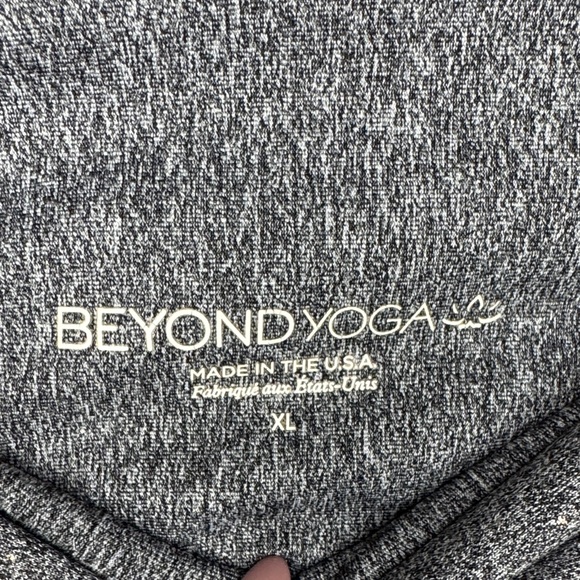 BEYOND YOGA
MADE IN THE U.S.A.
Fabriqué aux États-Unis
XL